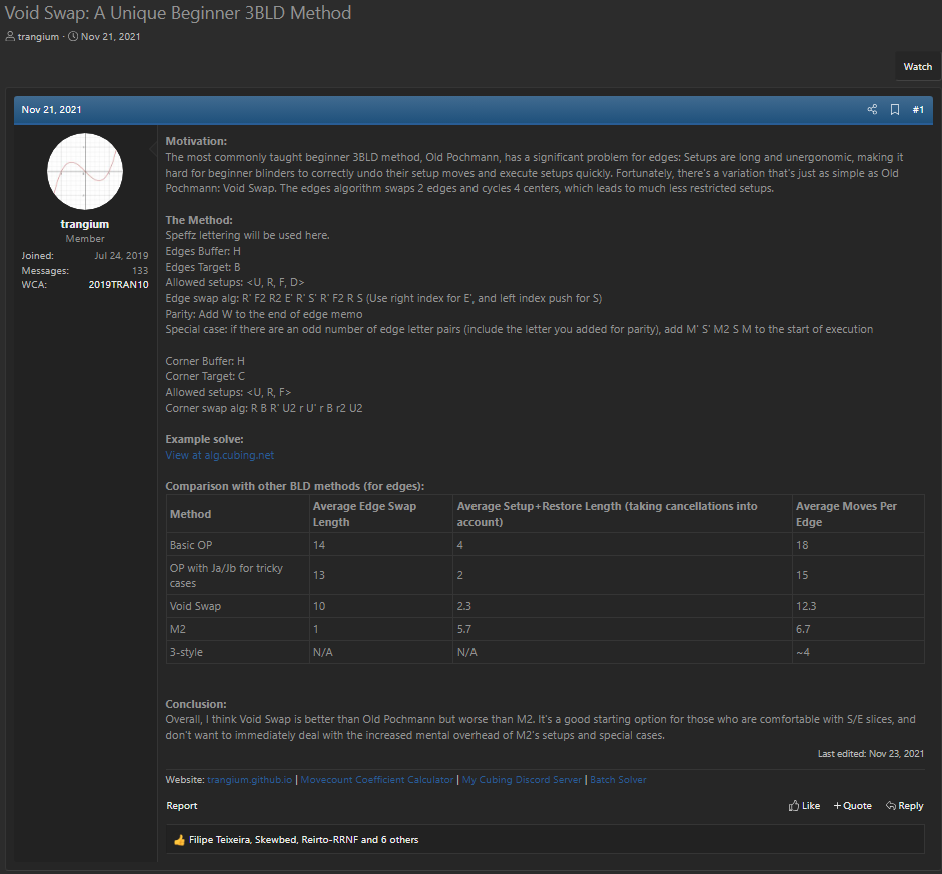 Void Swap: A Unique Beginner 3BLD Method
trangium · Nov 21, 2021
Watch
Nov 21, 2021
#1
trangium
Member
Joined: Jul 24, 2019
Messages: 133
WCA: 2019TRAN10
Motivation:
The most commonly taught beginner 3BLD method, Old Pochmann, has a significant problem for edges: Setups are long and unergonomic, making it
hard for beginner blinders to correctly undo their setup moves and execute setups quickly. Fortunately, there's a variation that's just as simple as Old
Pochmann: Void Swap. The edges algorithm swaps 2 edges and cycles 4 centers, which leads to much less restricted setups.
The Method:
Speffz lettering will be used here.
Edges Buffer: H
Edges Target: B
Allowed setups: <U, R, F, D>
Edge swap alg: R' F2 R2 E' R' S' R' F2 R S (Use right index for E', and left index push for S)
Parity: Add W to the end of edge memo
Special case: if there are an odd number of edge letter pairs (include the letter you added for parity), add M' S' M2 S M to the start of execution
Corner Buffer: H
Corner Target: C
Allowed setups: <U, R, F>
Corner swap alg: R B R' U2 r U' r B r2 U2
Example solve:
View at alg.cubing.net
Comparison with other BLD methods (for edges):
Method
Average Edge Swap
Length
Average Setup+Restore Length (taking cancellations into
account)
Average Moves Per
Edge
Basic OP 14 4 18
OP with Ja/Jb for tricky
cases
13 2 15
Void Swap 10 2.3 12.3
M2 1 5.7 6.7
3-style N/A N/A ~4
Conclusion:
Overall, I think Void Swap is better than Old Pochmann but worse than M2. It's a good starting option for those who are comfortable with S/E slices, and
don't want to immediately deal with the increased mental overhead of M2's setups and special cases.
Last edited: Nov 23, 2021
Website: trangium.github.io | Movecount Coefficient Calculator | My Cubing Discord Server | Batch Solver
Report
Like + Quote Reply
Filipe Teixeira, Skewbed, Reirto-RRNF and 6 others